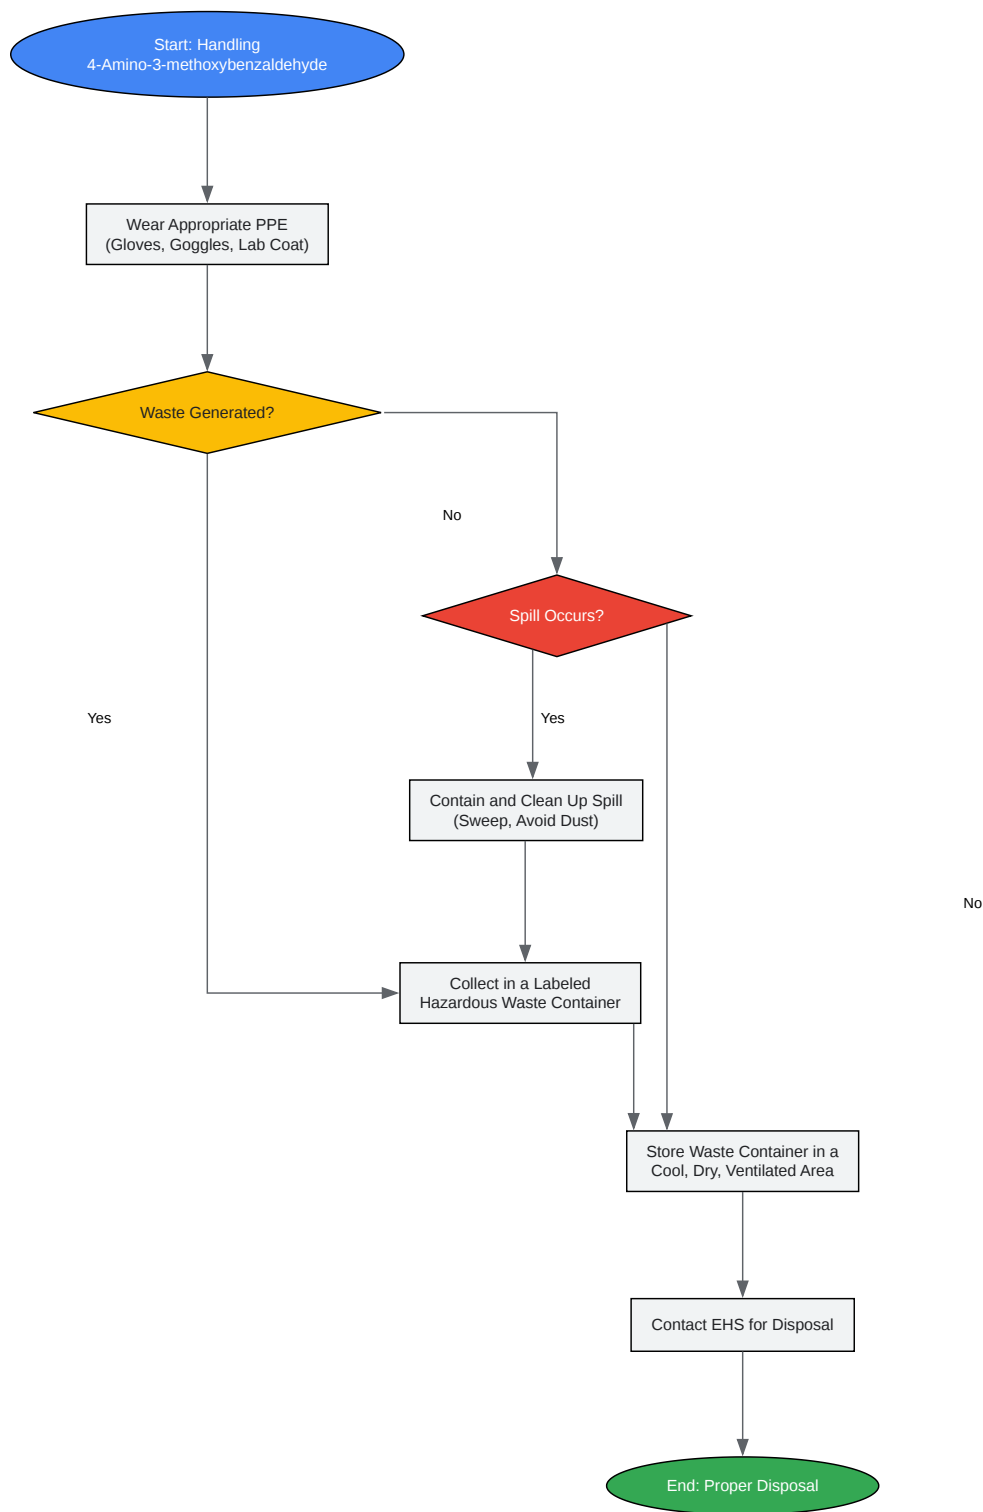 Start: Handling
4-Amino-3-methoxybenzaldehyde
Wear Appropriate PPE
(Gloves, Goggles, Lab Coat)
Waste Generated?
No
Spill Occurs?
Yes
Yes
Contain and Clean Up Spill
(Sweep, Avoid Dust)
No
Collect in a Labeled
Hazardous Waste Container
Store Waste Container in a
Cool, Dry, Ventilated Area
Contact EHS for Disposal
End: Proper Disposal